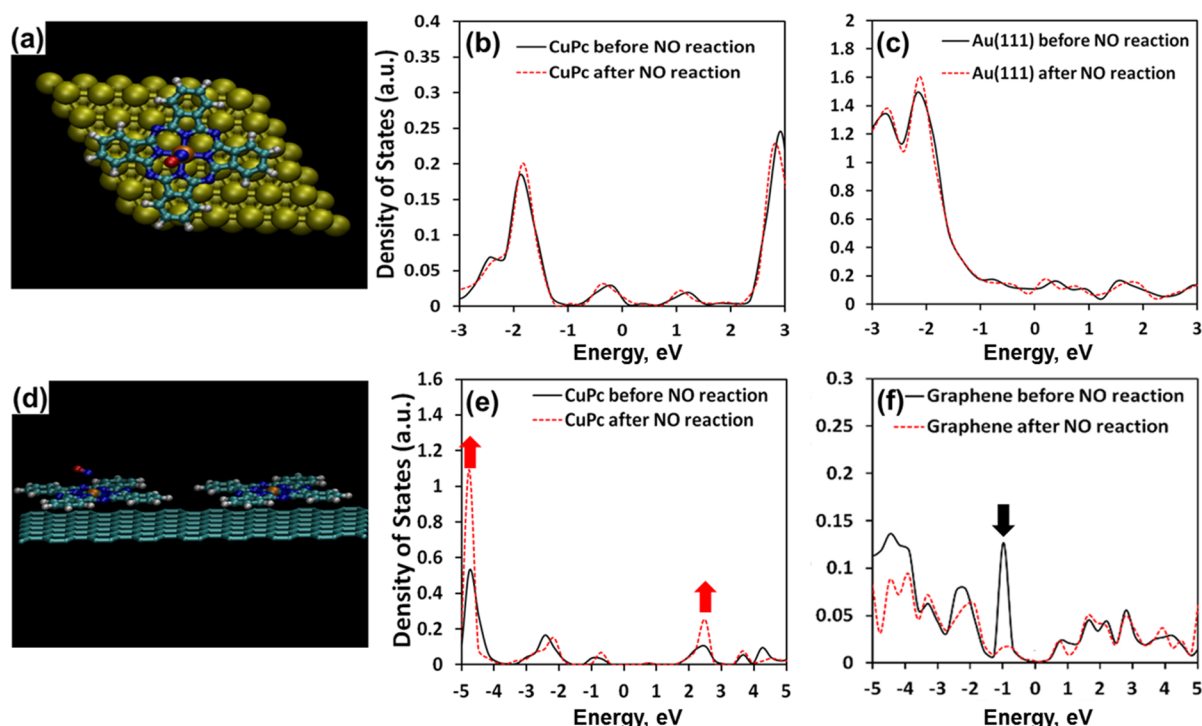 (a)
(b)
CuPc before NO reaction
CuPc after NO reaction
Density of States (a.u.)
0.4
0.35
0.3
0.25
0.2
0.15
0.1
0.05
0
-3 -2 -1 0 1 2 3
Energy, eV
(c)
Au(111) before NO reaction
Au(111) after NO reaction
2
1.8
1.6
1.4
1.2
1
0.8
0.6
0.4
0.2
0
-3 -2 -1 0 1 2 3
Energy, eV
(d)
(e)
CuPc before NO reaction
CuPc after NO reaction
Density of States (a.u.)
1.6
1.4
1.2
1
0.8
0.6
0.4
0.2
0
-5 -4 -3 -2 -1 0 1 2 3 4 5
Energy, eV
(f)
Graphene before NO reaction
Graphene after NO reaction
0.3
0.25
0.2
0.15
0.1
0.05
0
-5 -4 -3 -2 -1 0 1 2 3 4 5
Energy, eV